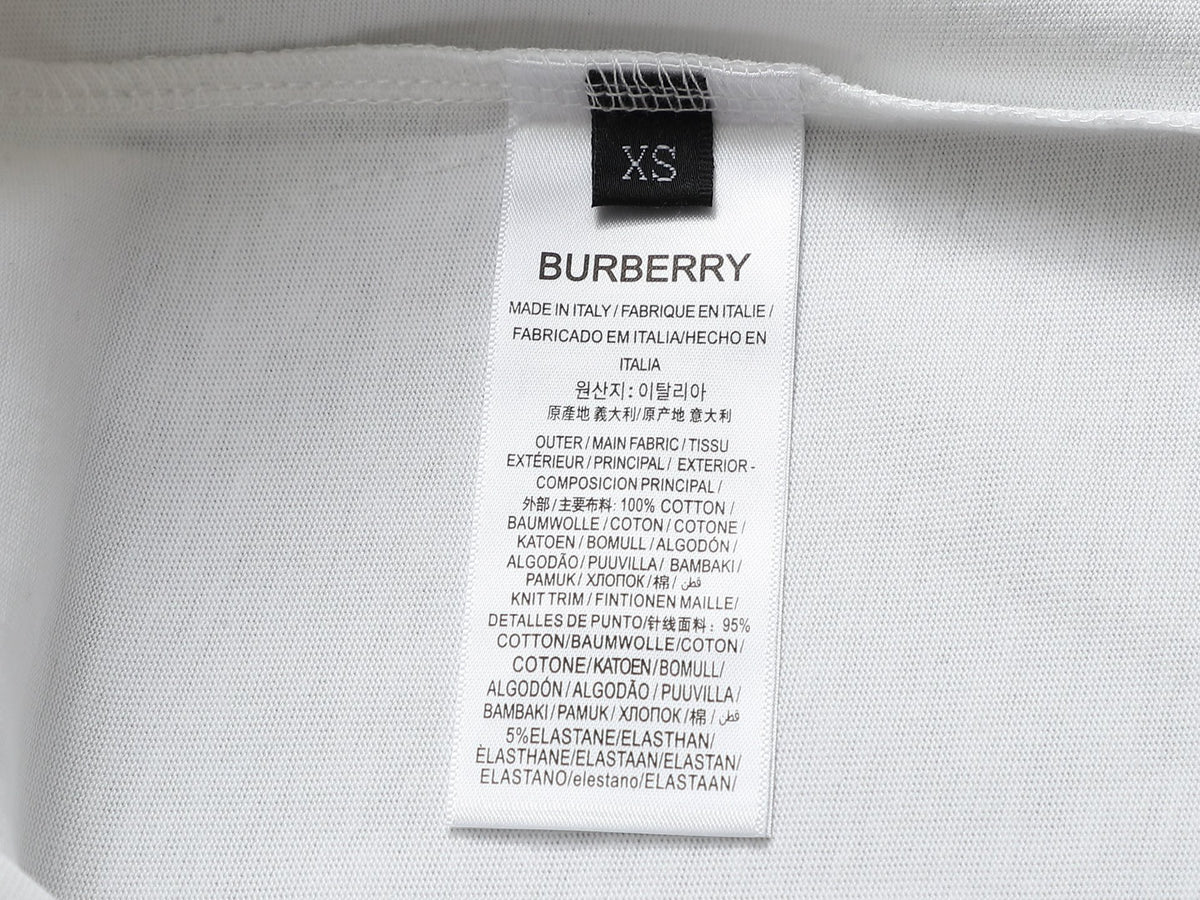 XS
BURBERRY
MADE IN ITALY / FABRIQUE EN ITALIE /
FABRICADO EM ITALIA/HECHO EN
ITALIA
원산지: 이탈리아
原產地 義大利/原产地 意大利
OUTER / MAIN FABRIC / TISSU
EXTÉRIEUR / PRINCIPAL / EXTERIOR -
COMPOSICION PRINCIPAL /
外部 / 主要布料: 100% COTTON /
BAUMWOLLE / COTON / COTONE /
KATOEN / BOMULL / ALGODÓN /
ALGODÃO / PUUVILLA / BAMBAKI /
PAMUK / ХЛОПОК / 棉 / قطن
KNIT TRIM / FINTIONEN MAILLE/
DETALLES DE PUNTO/针线面料: 95%
COTTON/BAUMWOLLE/COTON/
COTONE/KATOEN/BOMULL/
ALGODÓN / ALGODÃO / PUUVILLA /
BAMBAKI / PAMUK / ХЛОПОК / 棉 / قطن
5%ELASTANE/ELASTHAN/
ÈLASTHANE/ELASTAAN/ELASTAN/
ELASTANO/elestano/ELASTAAN/